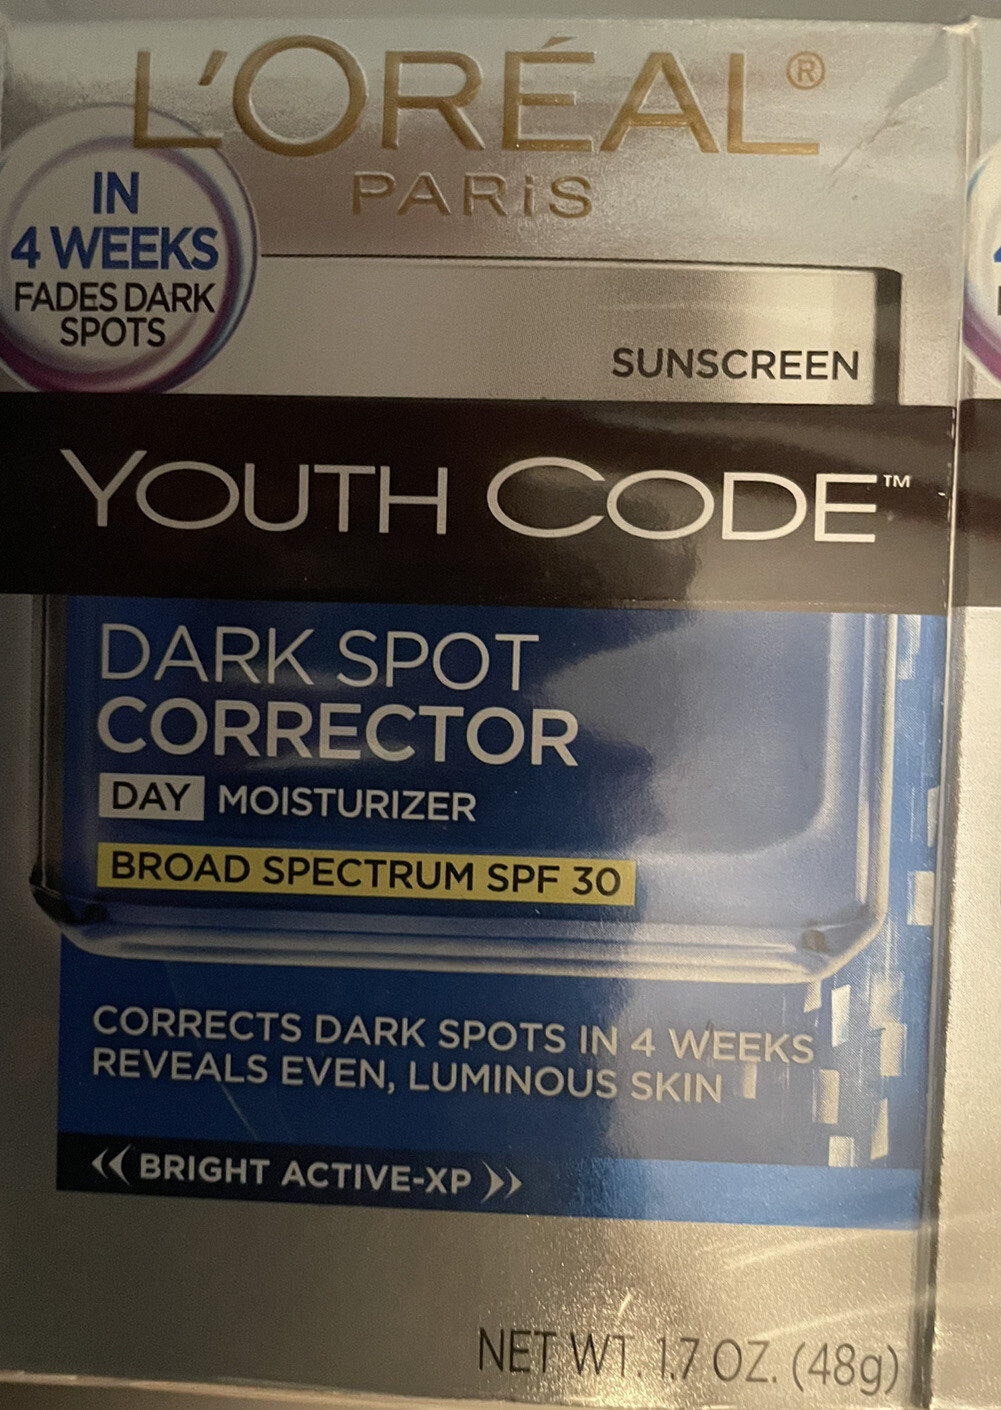 L'ORÉAL®
PARiS
IN
4 WEEKS
FADES DARK
SPOTS
SUNSCREEN
YOUTH CODE™
DARK SPOT
CORRECTOR
DAY MOISTURIZER
BROAD SPECTRUM SPF 30
CORRECTS DARK SPOTS IN 4 WEEKS
REVEALS EVEN, LUMINOUS SKIN
《 BRIGHT ACTIVE-XP 》
NET WT. 1.7 OZ. (48g)